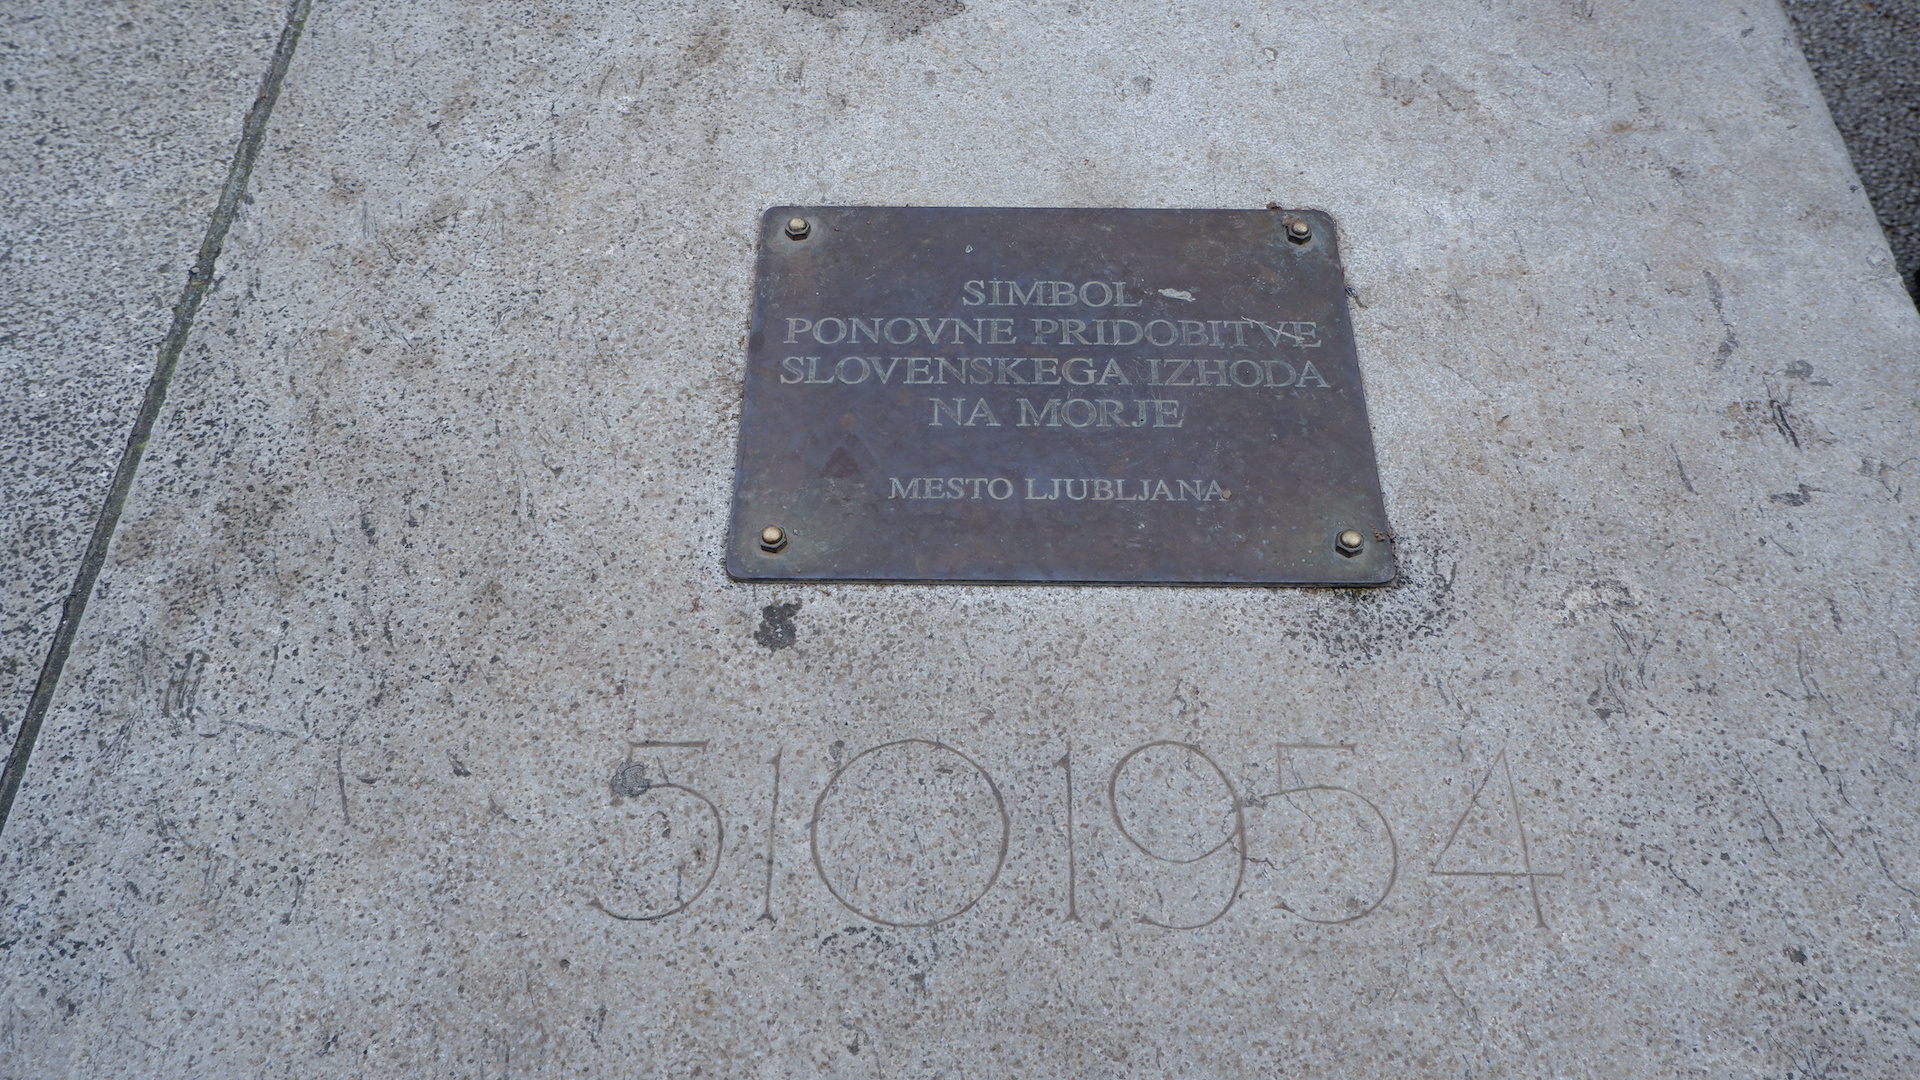 SIMBOL
PONOVNE PRIDOBITVE
SLOVENSKEGA IZHODA
NA MORJE
MESTO LJUBLJANA
5101954